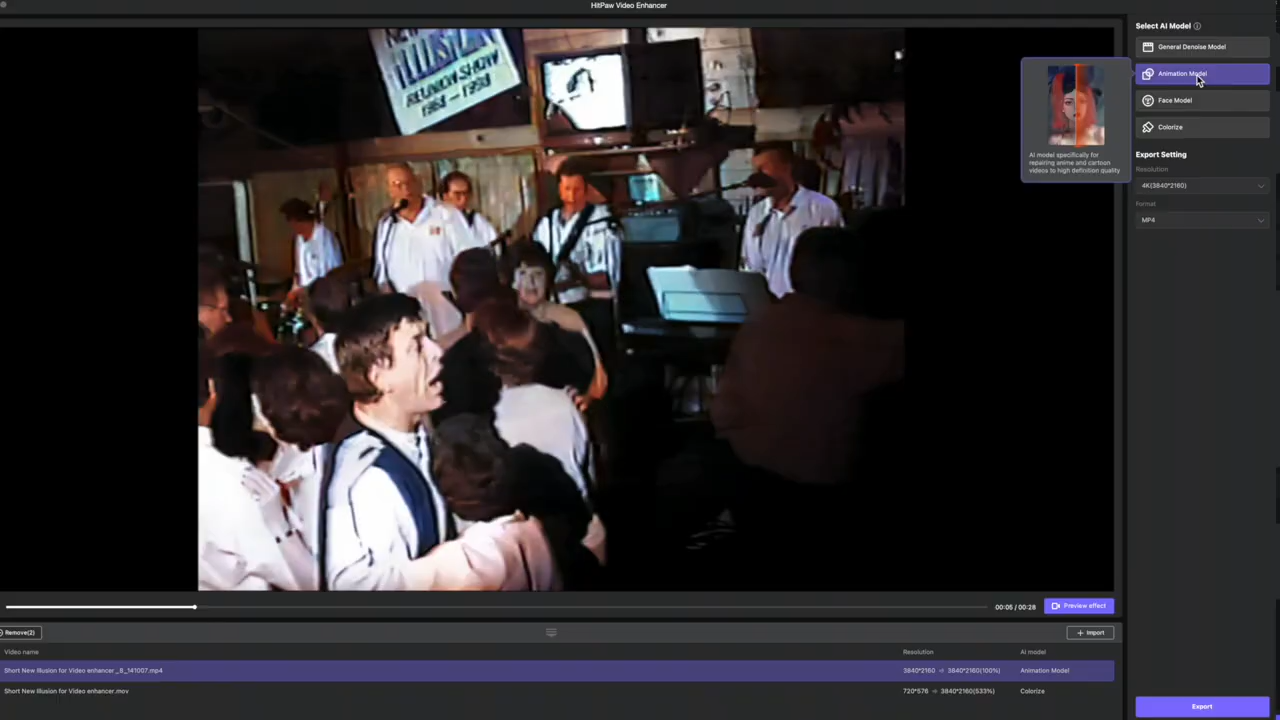 HitPaw Video Enhancer
Select AI Model
General Denoise Model
Animation Model
Face Model
Colorize
AI model specifically for
repairing anime and cartoon
videos to high definition quality
Export Setting
Resolution
4K(3840*2160)
Format
MP4
ILLUSION
REUNION SHOW
1968 - 1998
00:05 / 00:28
Preview effect
Remove(2)
Import
Video name
Resolution
AI model
Short New Illusion for Video enhancer_8_141007.mp4
3840*2160
3840*2160(100%)
Animation Model
Short New Illusion for Video enhancer.mov
720*576
3840*2160(533%)
Colorize
Export